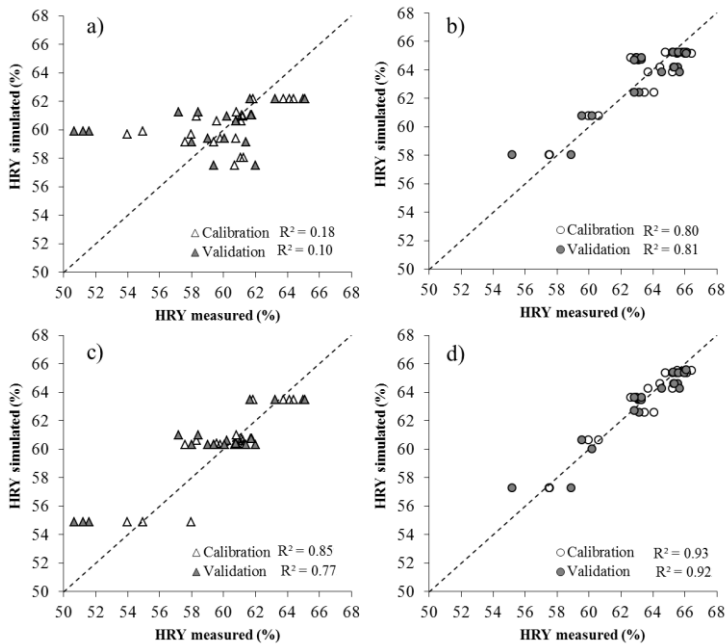 a)
HRY simulated (%)
68
66
64
62
60
58
56
54
52
50
△ Calibration R² = 0.18
▲ Validation R² = 0.10
50 52 54 56 58 60 62 64 66 68
HRY measured (%)
b)
HRY simulated (%)
68
66
64
62
60
58
56
54
52
50
○ Calibration R² = 0.80
● Validation R² = 0.81
50 52 54 56 58 60 62 64 66 68
HRY measured (%)
c)
HRY simulated (%)
68
66
64
62
60
58
56
54
52
50
△ Calibration R² = 0.85
▲ Validation R² = 0.77
50 52 54 56 58 60 62 64 66 68
HRY measured (%)
d)
HRY simulated (%)
68
66
64
62
60
58
56
54
52
50
○ Calibration R² = 0.93
● Validation R² = 0.92
50 52 54 56 58 60 62 64 66 68
HRY measured (%)